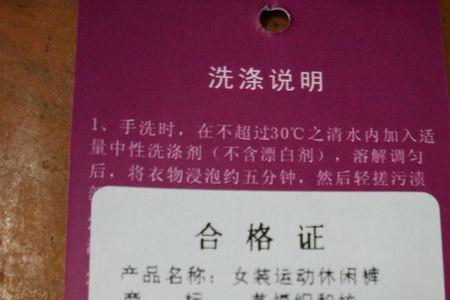 洗涤说明
1、手洗时，在不超过30℃之清水内加入适
量中性洗涤剂（不含漂白剂），溶解调匀
后，将衣物浸泡约五分钟，然后轻搓污渍
合格证
产品名称：女装运动休闲裤